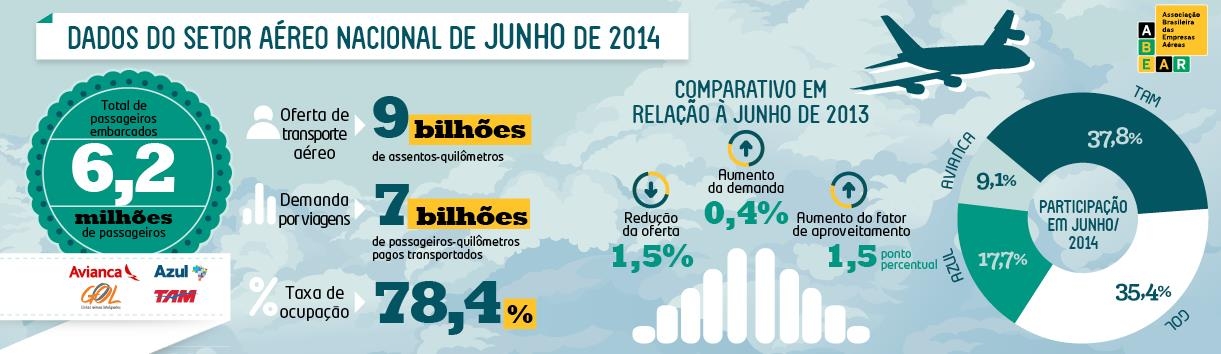 DADOS DO SETOR AÉREO NACIONAL DE JUNHO DE 2014
Total de
passageiros
embarcados
6,2
milhões
de passageiros
Avianca
Azul
GOL
TAM
Oferta de
transporte
aéreo
9 bilhões
de assentos-quilômetros
Demanda
por viagens
7 bilhões
de passageiros-quilômetros
pagos transportados
%
Taxa de
ocupação
78,4 %
COMPARATIVO EM
RELAÇÃO À JUNHO DE 2013
Redução
da oferta
1,5%
Aumento
da demanda
0,4%
Aumento do fator
de aproveitamento
1,5 ponto
percentual
Associação
Brasileira
das
Empresas
Aéreas
ABEAR
TAM
37,8%
AVIANCA
9,1%
AZUL
17,7%
GOL
35,4%
PARTICIPAÇÃO
EM JUNHO/
2014